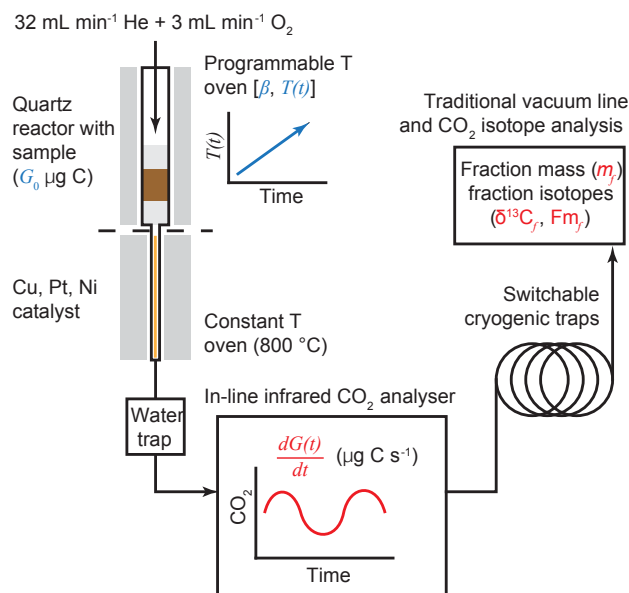 32 mL min⁻¹ He + 3 mL min⁻¹ O₂
Quartz
reactor with
sample
(G₀ µg C)
Programmable T
oven [β, T(t)]
T(t)
Time
Cu, Pt, Ni
catalyst
Constant T
oven (800 °C)
Water
trap
In-line infrared CO₂ analyser
dG(t)
dt
(µg C s⁻¹)
CO₂
Time
Switchable
cryogenic traps
Traditional vacuum line
and CO₂ isotope analysis
Fraction mass (m_f)
fraction isotopes
(δ¹³C_f, Fm_f)